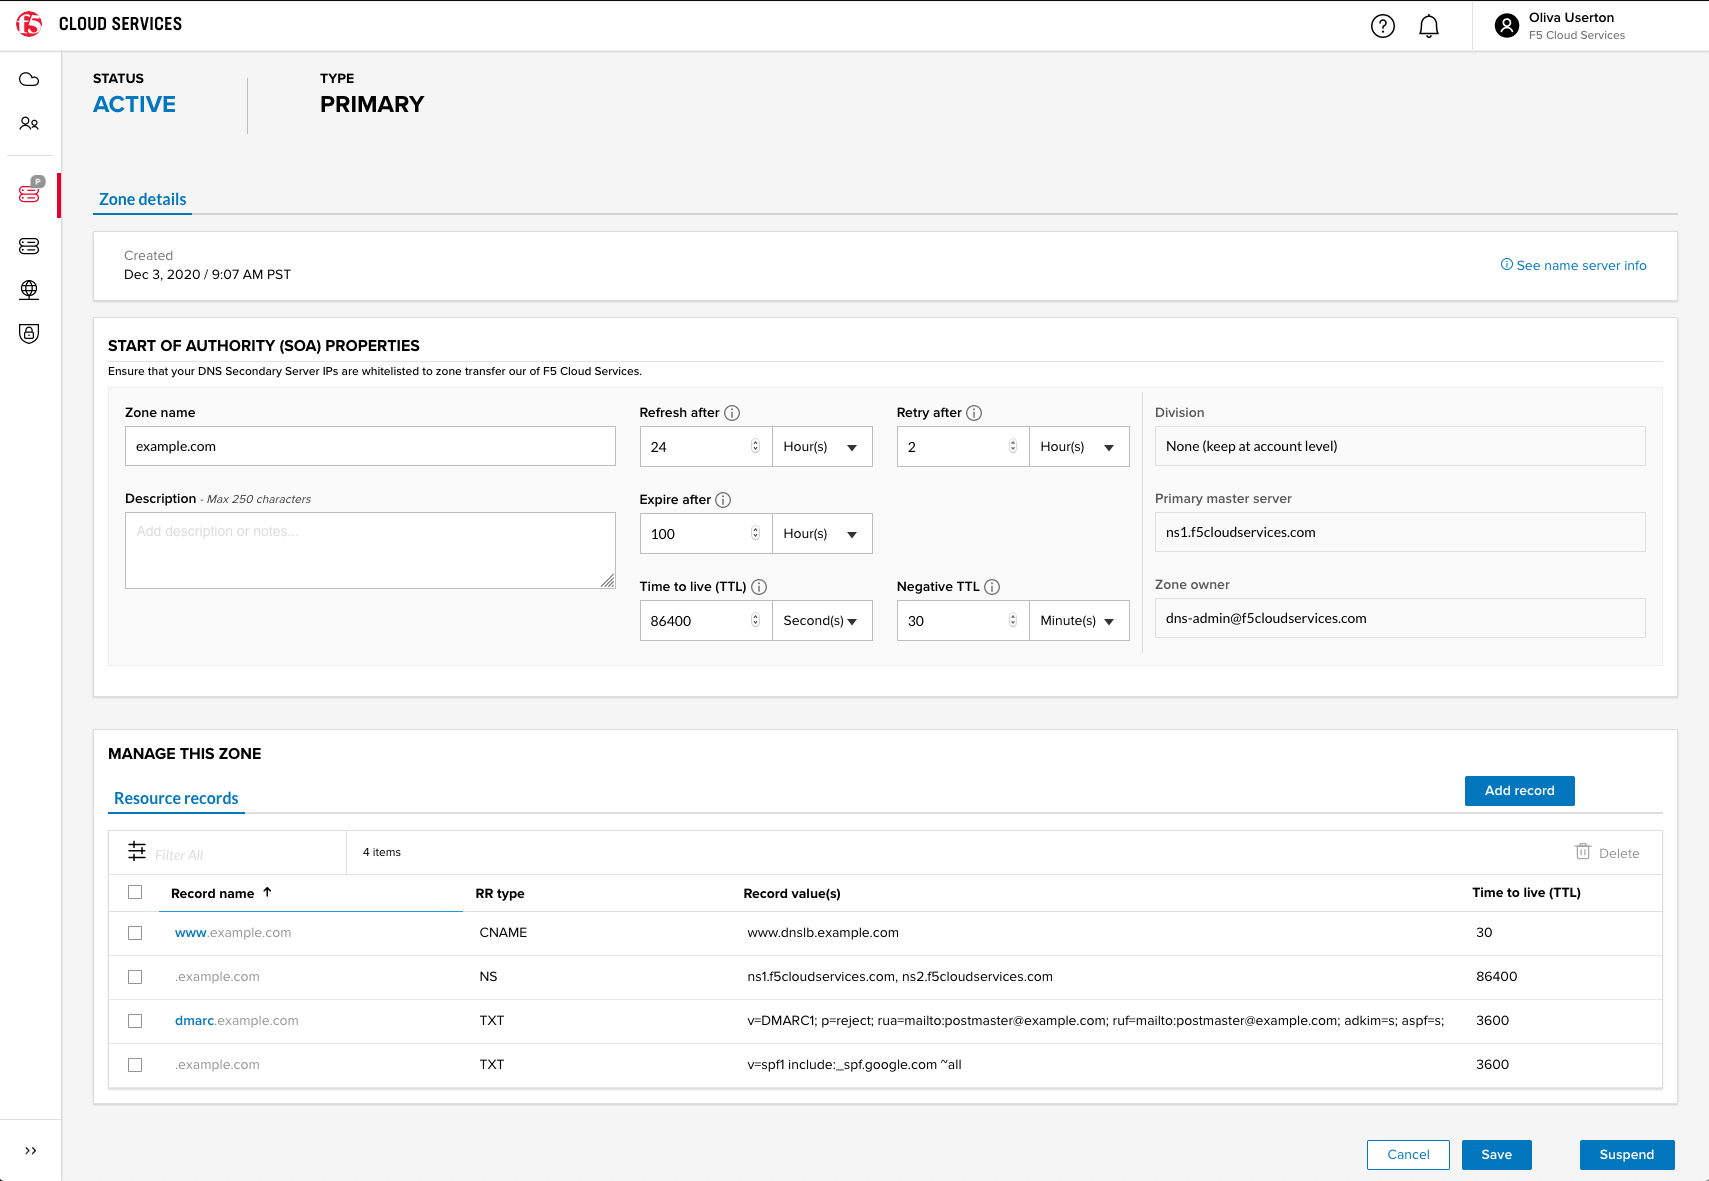 f5 CLOUD SERVICES
Oliva Userton
F5 Cloud Services
STATUS
ACTIVE
TYPE
PRIMARY
P
Zone details
Created
Dec 3, 2020 / 9:07 AM PST
See name server info
START OF AUTHORITY (SOA) PROPERTIES
Ensure that your DNS Secondary Server IPs are whitelisted to zone transfer our of F5 Cloud Services.
Zone name
example.com
Description - Max 250 characters
Add description or notes...
Refresh after
24 Hour(s)
Retry after
2 Hour(s)
Expire after
100 Hour(s)
Time to live (TTL)
86400 Second(s)
Negative TTL
30 Minute(s)
Division
None (keep at account level)
Primary master server
ns1.f5cloudservices.com
Zone owner
dns-admin@f5cloudservices.com
MANAGE THIS ZONE
Resource records
Add record
Filter All
4 items
Delete
Record name RR type Record value(s) Time to live (TTL)
www.example.com CNAME www.dnslb.example.com 30
.example.com NS ns1.f5cloudservices.com, ns2.f5cloudservices.com 86400
dmarc.example.com TXT v=DMARC1; p=reject; rua=mailto:postmaster@example.com; ruf=mailto:postmaster@example.com; adkim=s; aspf=s; 3600
.example.com TXT v=spf1 include:_spf.google.com ~all 3600
Cancel Save Suspend